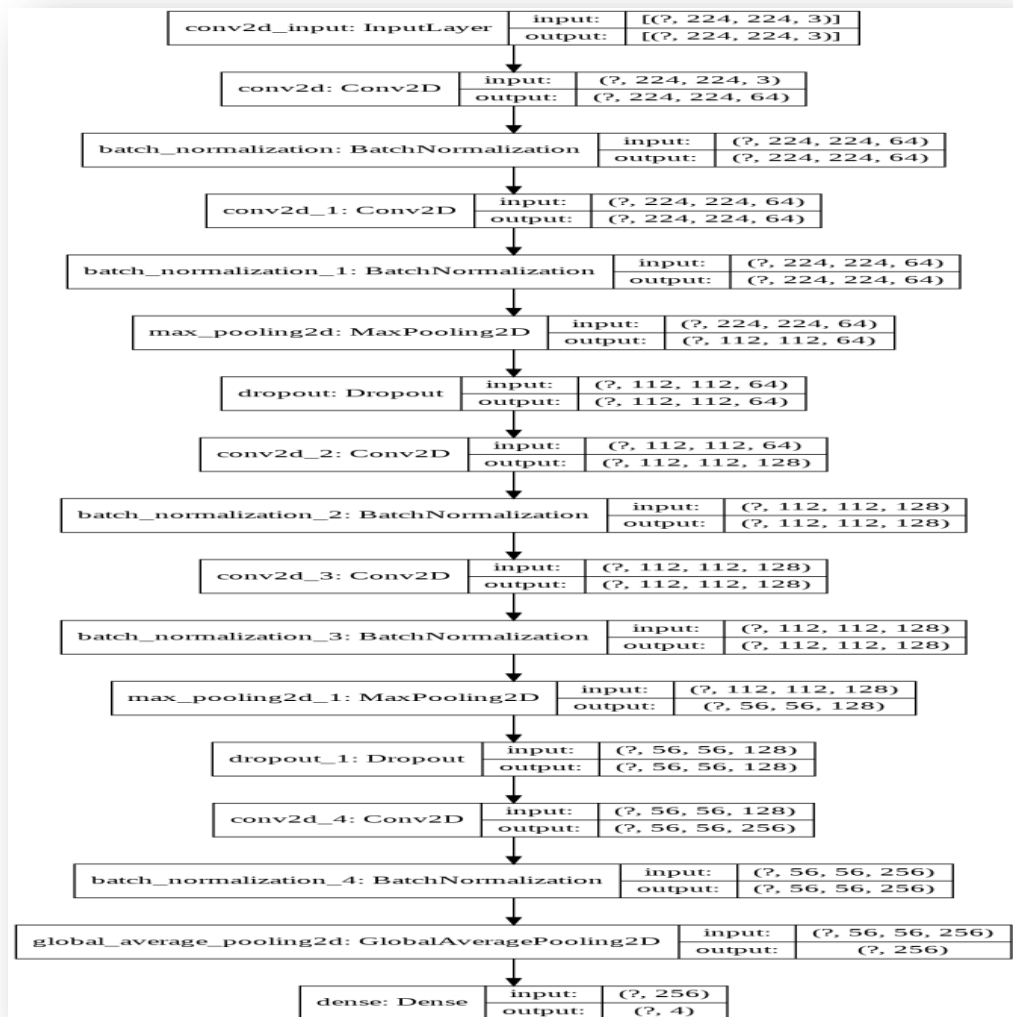 conv2d_input: InputLayer input: [(?, 224, 224, 3)]
output: [(?, 224, 224, 3)]
conv2d: Conv2D input: (?, 224, 224, 3)
output: (?, 224, 224, 64)
batch_normalization: BatchNormalization input: (?, 224, 224, 64)
output: (?, 224, 224, 64)
conv2d_1: Conv2D input: (?, 224, 224, 64)
output: (?, 224, 224, 64)
batch_normalization_1: BatchNormalization input: (?, 224, 224, 64)
output: (?, 224, 224, 64)
max_pooling2d: MaxPooling2D input: (?, 224, 224, 64)
output: (?, 112, 112, 64)
dropout: Dropout input: (?, 112, 112, 64)
output: (?, 112, 112, 64)
conv2d_2: Conv2D input: (?, 112, 112, 64)
output: (?, 112, 112, 128)
batch_normalization_2: BatchNormalization input: (?, 112, 112, 128)
output: (?, 112, 112, 128)
conv2d_3: Conv2D input: (?, 112, 112, 128)
output: (?, 112, 112, 128)
batch_normalization_3: BatchNormalization input: (?, 112, 112, 128)
output: (?, 112, 112, 128)
max_pooling2d_1: MaxPooling2D input: (?, 112, 112, 128)
output: (?, 56, 56, 128)
dropout_1: Dropout input: (?, 56, 56, 128)
output: (?, 56, 56, 128)
conv2d_4: Conv2D input: (?, 56, 56, 128)
output: (?, 56, 56, 256)
batch_normalization_4: BatchNormalization input: (?, 56, 56, 256)
output: (?, 56, 56, 256)
global_average_pooling2d: GlobalAveragePooling2D input: (?, 56, 56, 256)
output: (?, 256)
dense: Dense input: (?, 256)
output: (?, 4)